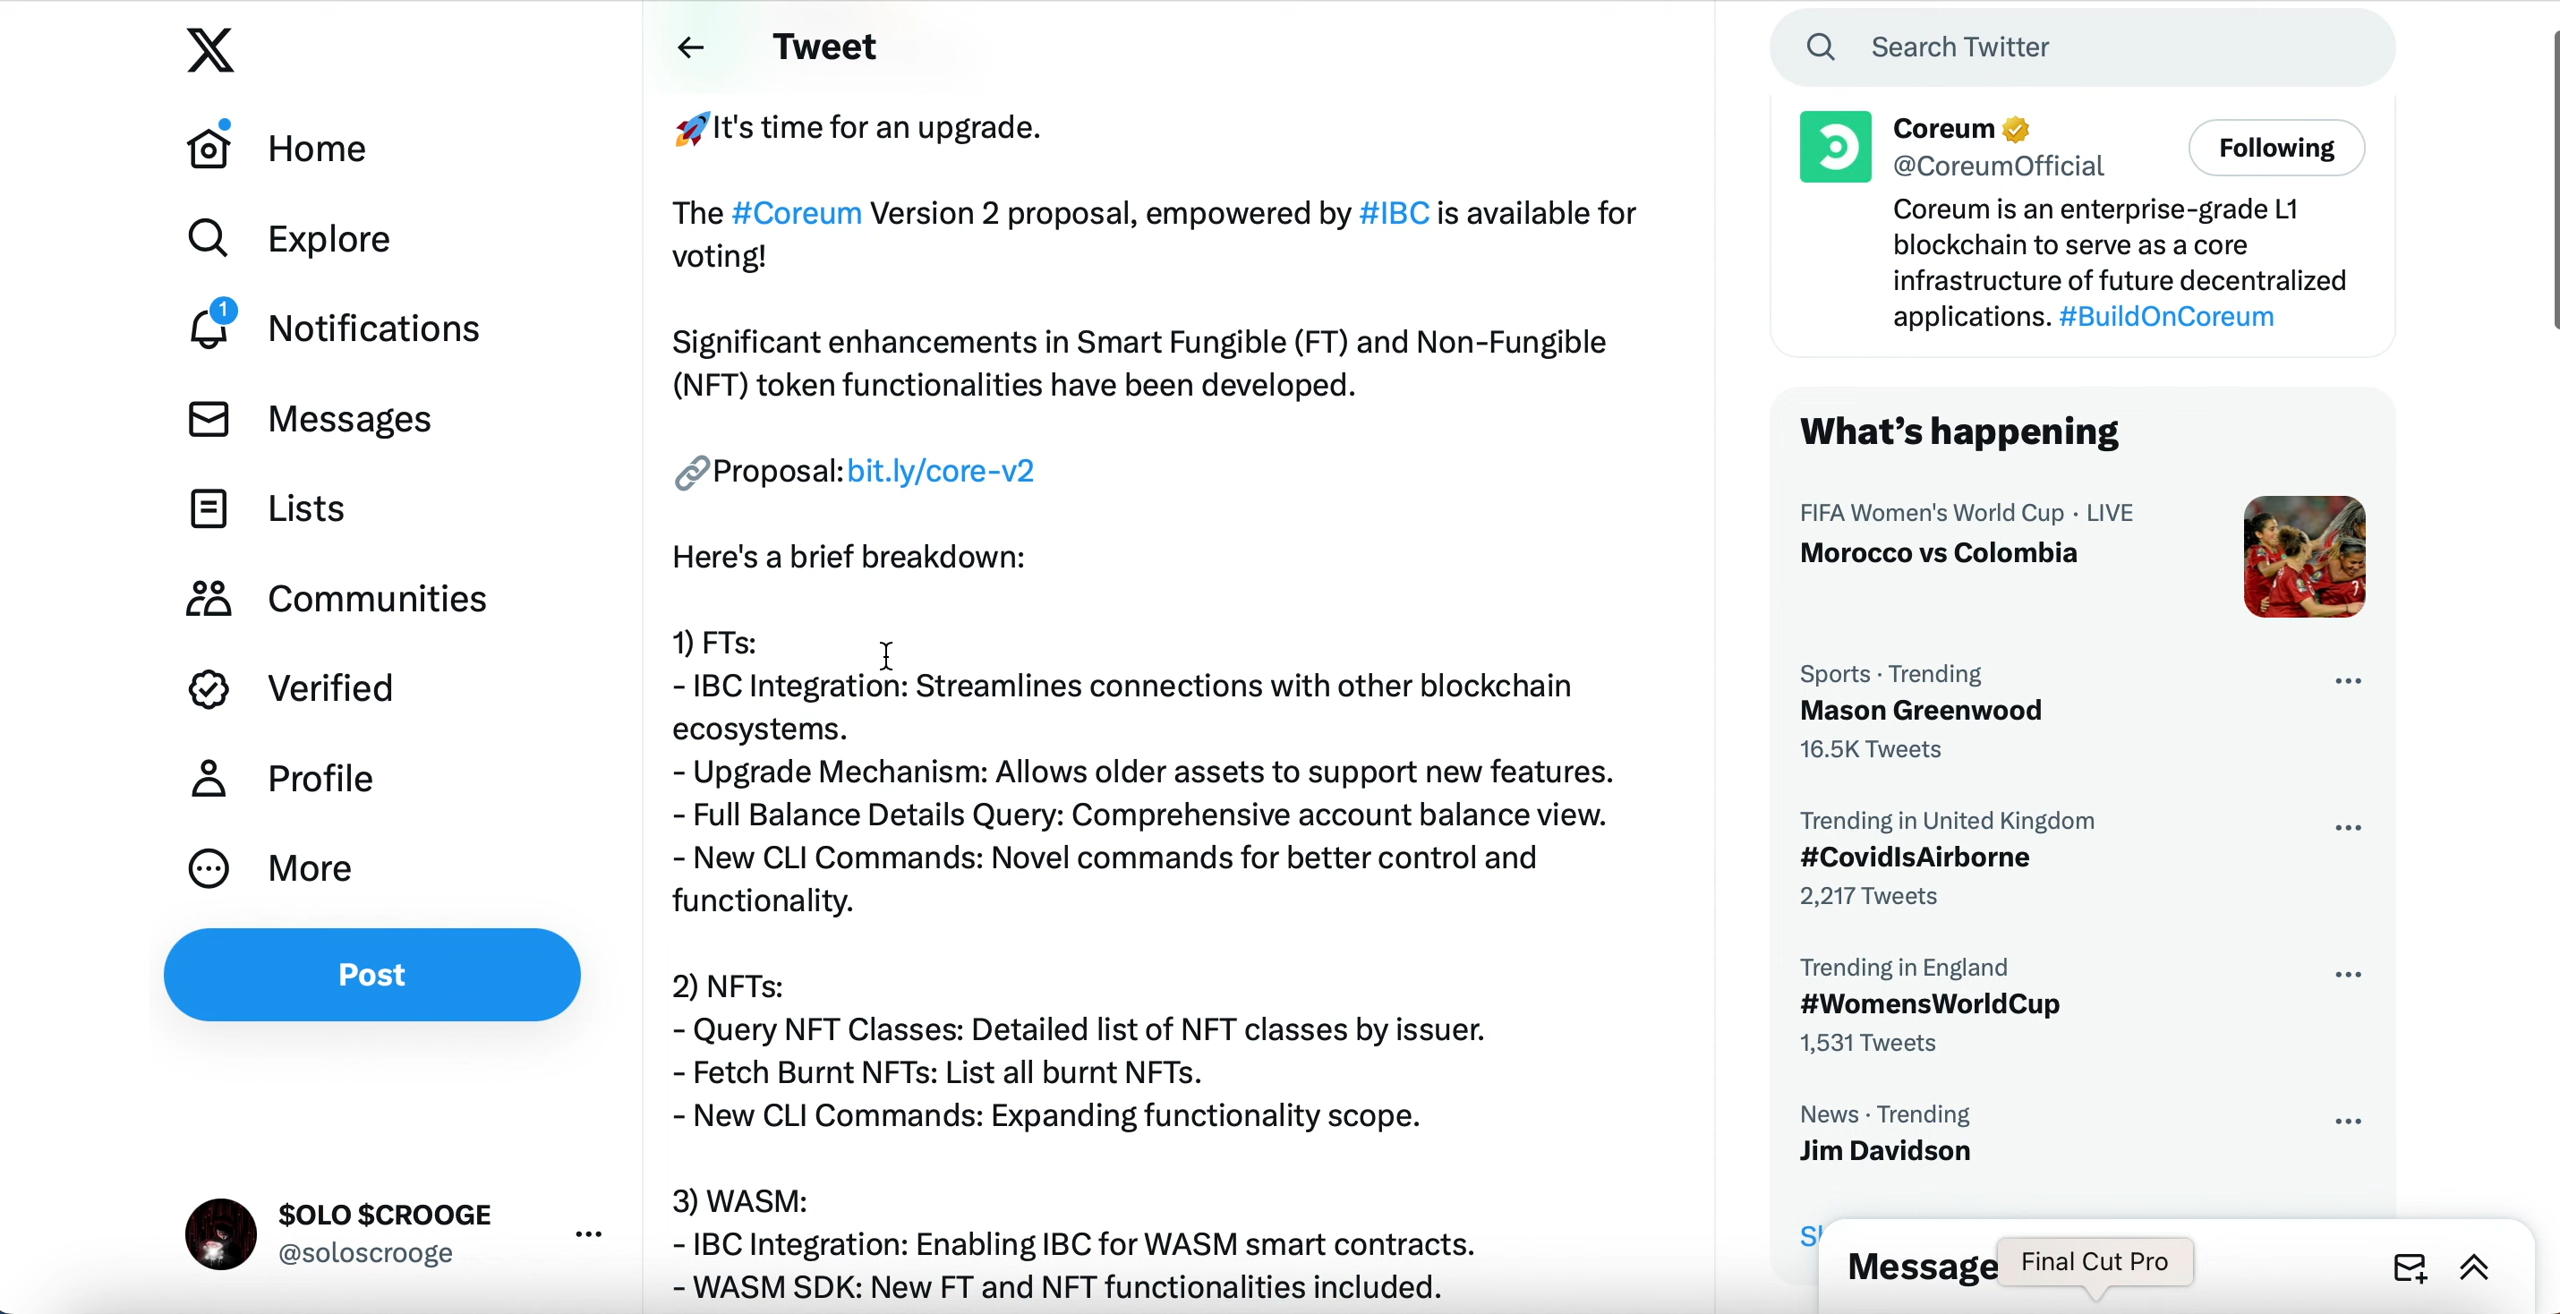 Home
Explore
1
Notifications
Messages
Lists
Communities
Verified
Profile
More
Post
$OLO $CROOGE
@soloscrooge
Tweet
🚀It's time for an upgrade.
The #Coreum Version 2 proposal, empowered by #IBC is available for
voting!
Significant enhancements in Smart Fungible (FT) and Non-Fungible
(NFT) token functionalities have been developed.
🔗Proposal: bit.ly/core-v2
Here's a brief breakdown:
1) FTs:
- IBC Integration: Streamlines connections with other blockchain
ecosystems.
- Upgrade Mechanism: Allows older assets to support new features.
- Full Balance Details Query: Comprehensive account balance view.
- New CLI Commands: Novel commands for better control and
functionality.
2) NFTs:
- Query NFT Classes: Detailed list of NFT classes by issuer.
- Fetch Burnt NFTs: List all burnt NFTs.
- New CLI Commands: Expanding functionality scope.
3) WASM:
- IBC Integration: Enabling IBC for WASM smart contracts.
- WASM SDK: New FT and NFT functionalities included.
Search Twitter
Coreum
@CoreumOfficial
Following
Coreum is an enterprise-grade L1
blockchain to serve as a core
infrastructure of future decentralized
applications. #BuildOnCoreum
What's happening
FIFA Women's World Cup · LIVE
Morocco vs Colombia
Sports · Trending
Mason Greenwood
16.5K Tweets
Trending in United Kingdom
#CovidIsAirborne
2,217 Tweets
Trending in England
#WomensWorldCup
1,531 Tweets
News · Trending
Jim Davidson
Message
Final Cut Pro